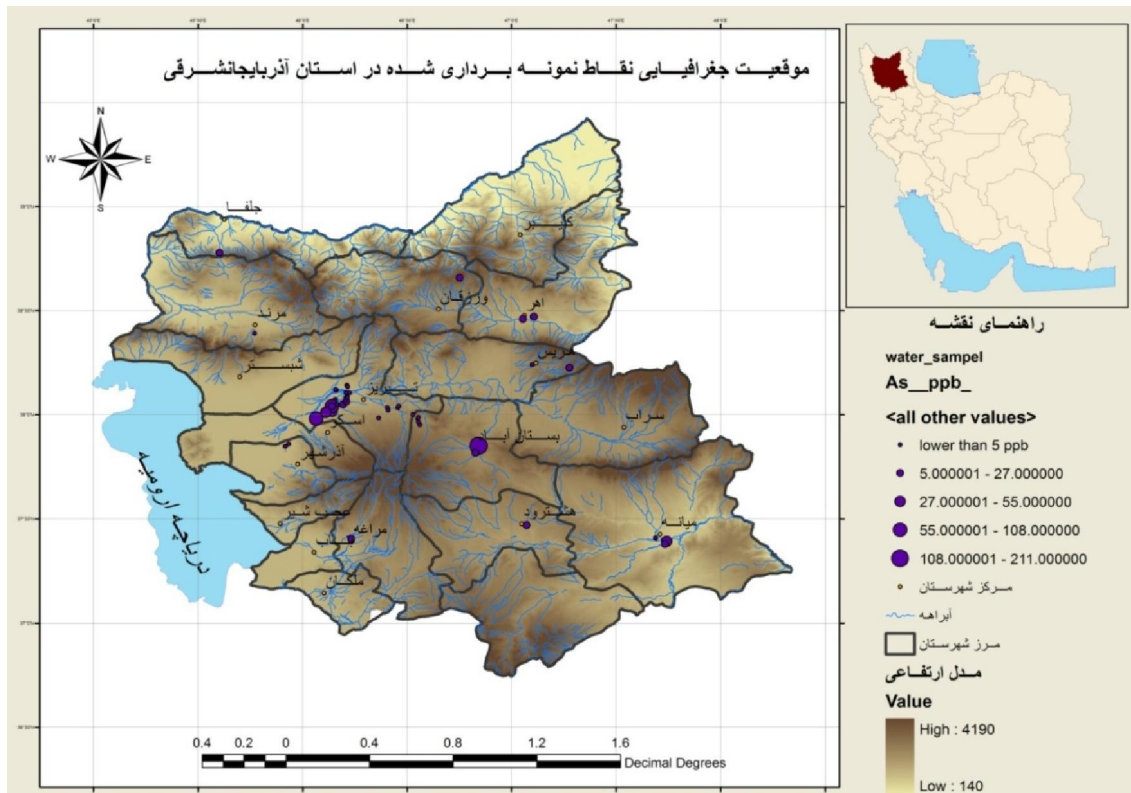 موقعیت جغرافیایی نقاط نمونه برداری شده در استان آذربایجانشرقی
N
W
E
S
جلفا
کلیبر
ورزقان
اهر
مرند
هریس
شبستر
تبریز
سراب
اسکو
بستان آباد
آذرشهر
عجب شیر
هشترود
میانه
مراغه
بناب
ملکان
دریاچه ارومیه
0.4 0.2 0 0.4 0.8 1.2 1.6
Decimal Degrees
راهنمای نقشه
water_sampel
As__ppb_
<all other values>
lower than 5 ppb
5.000001 - 27.000000
27.000001 - 55.000000
55.000001 - 108.000000
108.000001 - 211.000000
مرکز شهرستان
آبراهه
مرز شهرستان
مدل ارتفاعی
Value
High : 4190
Low : 140